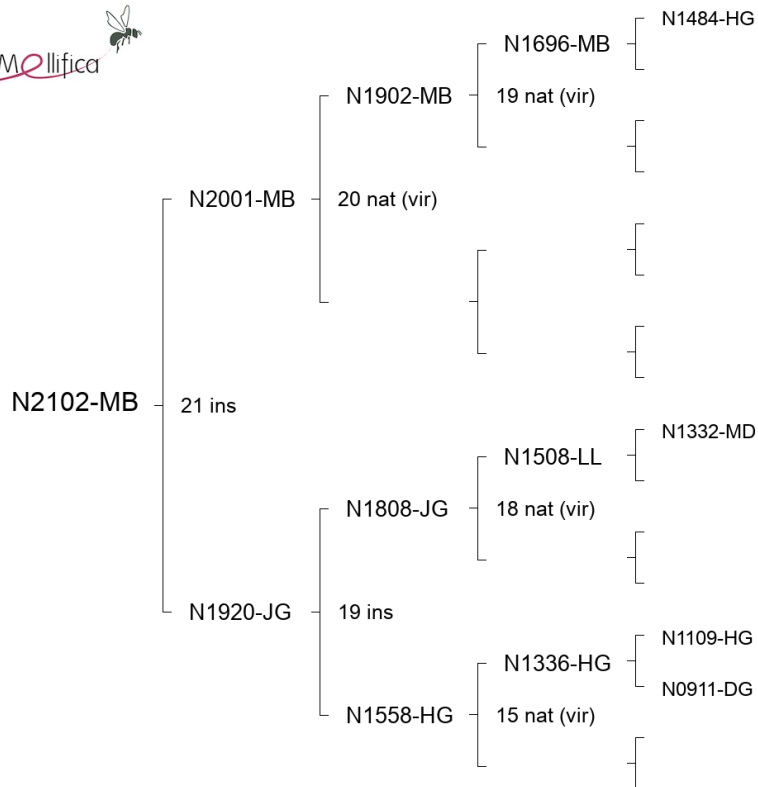 N1484-HG
N1696-MB
Mellifica
N1902-MB
19 nat (vir)
N2001-MB
20 nat (vir)
N2102-MB
21 ins
N1332-MD
N1508-LL
N1808-JG
18 nat (vir)
N1920-JG
19 ins
N1109-HG
N1336-HG
N0911-DG
N1558-HG
15 nat (vir)